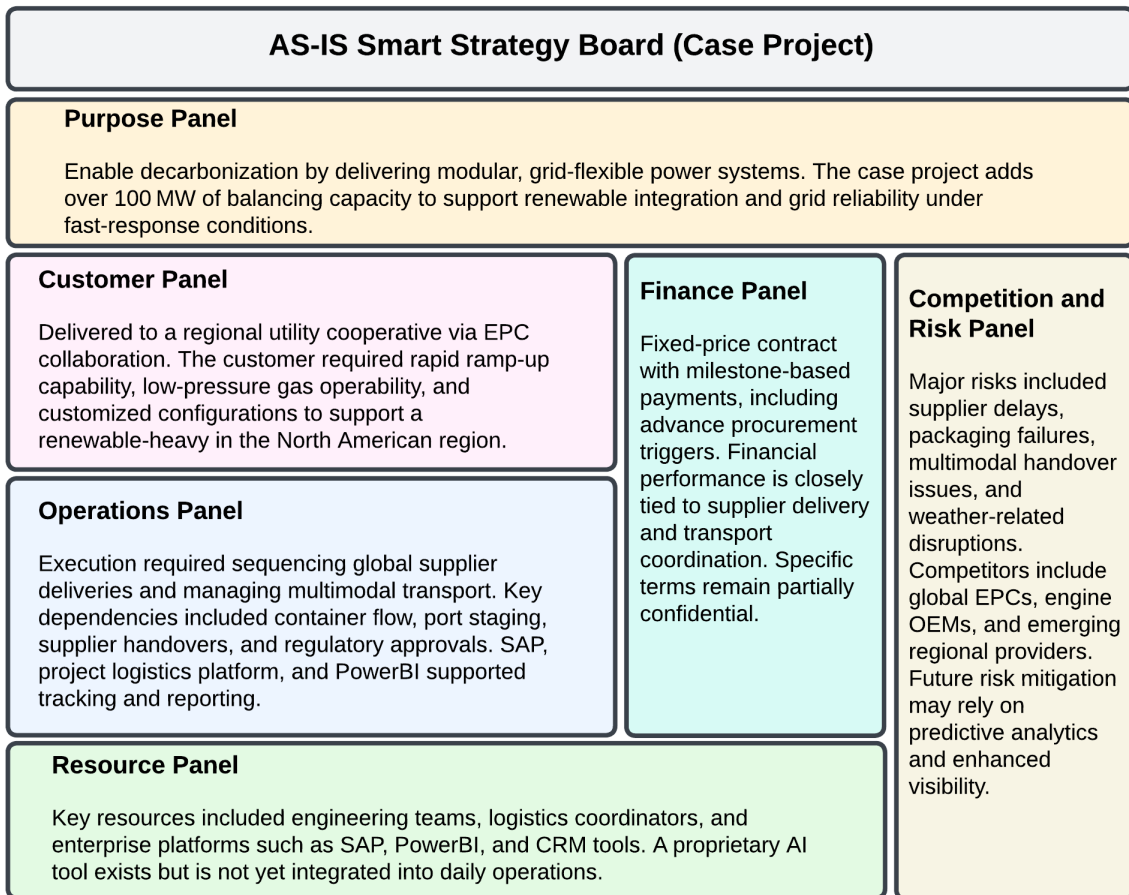 AS-IS Smart Strategy Board (Case Project)
Purpose Panel
Enable decarbonization by delivering modular, grid-flexible power systems. The case project adds
over 100 MW of balancing capacity to support renewable integration and grid reliability under
fast-response conditions.
Customer Panel
Delivered to a regional utility cooperative via EPC
collaboration. The customer required rapid ramp-up
capability, low-pressure gas operability, and
customized configurations to support a
renewable-heavy in the North American region.
Operations Panel
Execution required sequencing global supplier
deliveries and managing multimodal transport. Key
dependencies included container flow, port staging,
supplier handovers, and regulatory approvals. SAP,
project logistics platform, and PowerBI supported
tracking and reporting.
Finance Panel
Fixed-price contract
with milestone-based
payments, including
advance procurement
triggers. Financial
performance is closely
tied to supplier delivery
and transport
coordination. Specific
terms remain partially
confidential.
Competition and
Risk Panel
Major risks included
supplier delays,
packaging failures,
multimodal handover
issues, and
weather-related
disruptions.
Competitors include
global EPCs, engine
OEMs, and emerging
regional providers.
Future risk mitigation
may rely on
predictive analytics
and enhanced
visibility.
Resource Panel
Key resources included engineering teams, logistics coordinators, and
enterprise platforms such as SAP, PowerBI, and CRM tools. A proprietary AI
tool exists but is not yet integrated into daily operations.